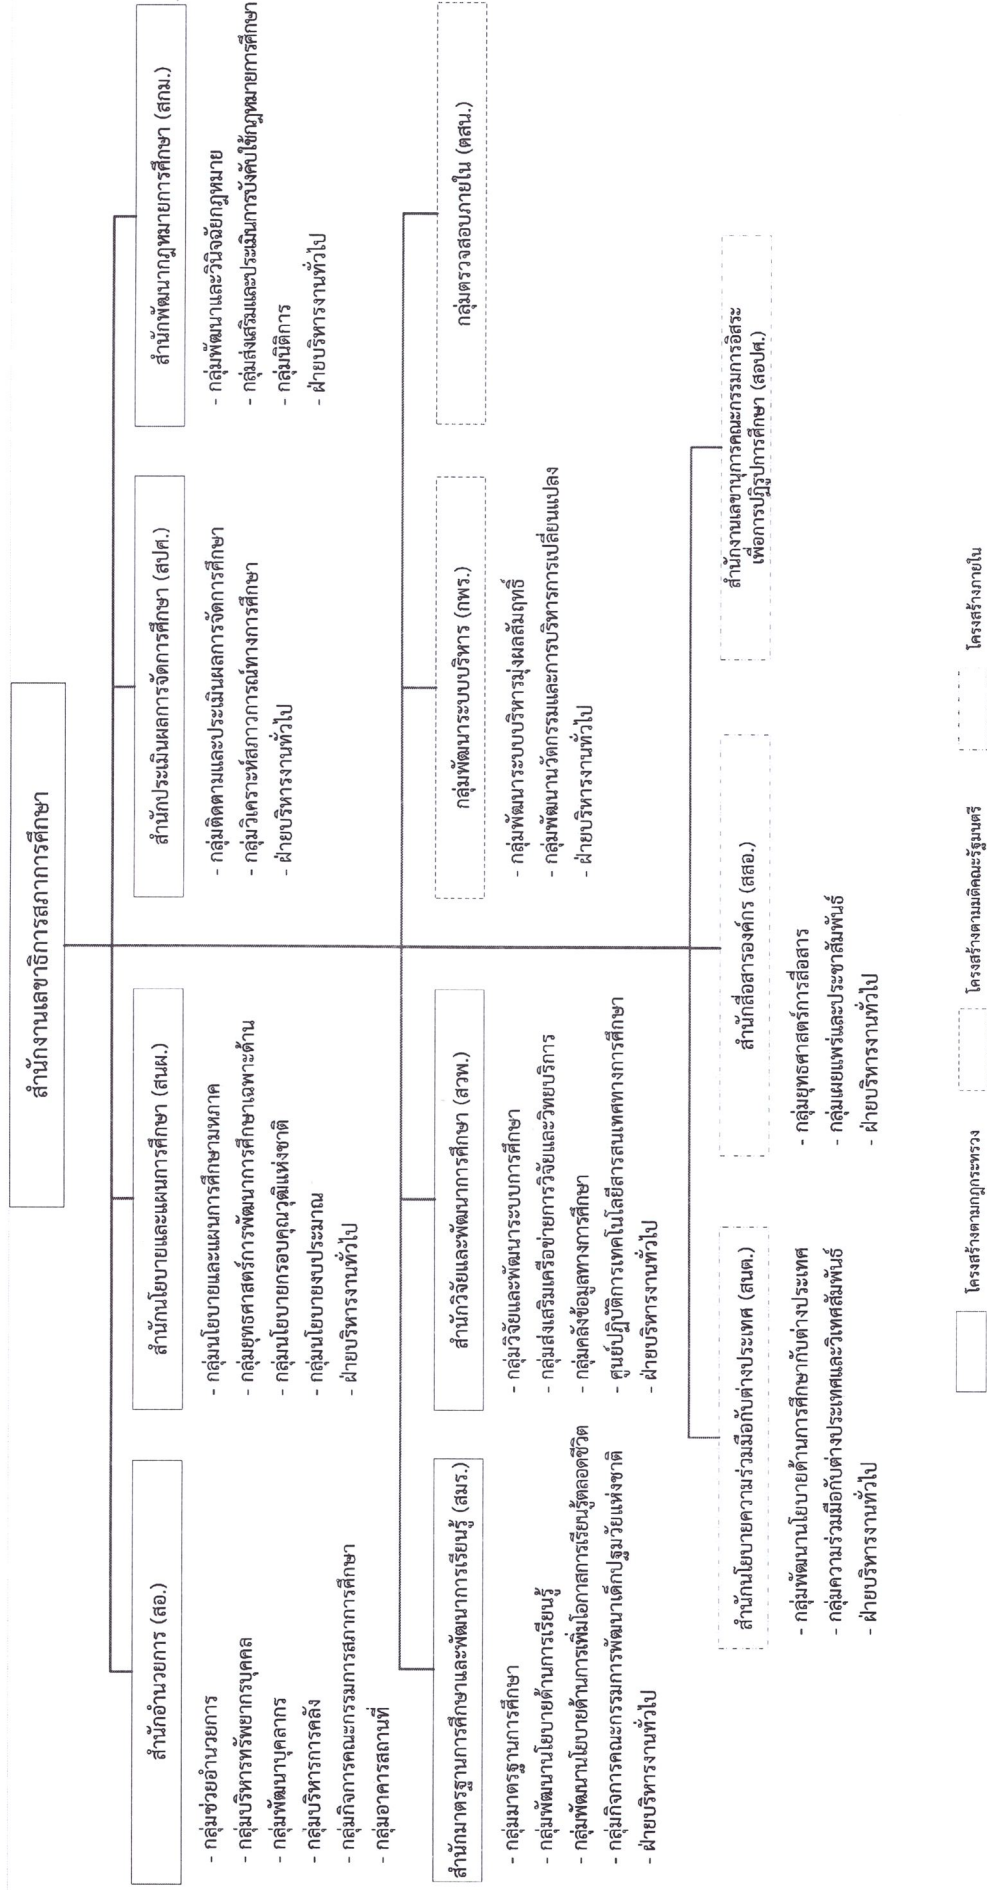 สำนักงานเลขาธิการสภาการศึกษา
สำนักอำนวยการ (สอ.)
- กลุ่มช่วยอำนวยการ
- กลุ่มบริหารทรัพยากรบุคคล
- กลุ่มพัฒนาบุคลากร
- กลุ่มบริหารการคลัง
- กลุ่มกิจการคณะกรรมการสภาการศึกษา
- กลุ่มอาคารสถานที่
สำนักนโยบายและแผนการศึกษา (สนผ.)
- กลุ่มนโยบายและแผนการศึกษามหภาค
- กลุ่มยุทธศาสตร์การพัฒนาการศึกษาเฉพาะด้าน
- กลุ่มนโยบายกรอบคุณวุฒิแห่งชาติ
- กลุ่มนโยบายงบประมาณ
- ฝ่ายบริหารงานทั่วไป
สำนักประเมินผลการจัดการศึกษา (สปศ.)
- กลุ่มติดตามและประเมินผลการจัดการศึกษา
- กลุ่มวิเคราะห์สภาวการณ์ทางการศึกษา
- ฝ่ายบริหารงานทั่วไป
สำนักพัฒนากฎหมายการศึกษา (สกม.)
- กลุ่มพัฒนาและวินิจฉัยกฎหมาย
- กลุ่มส่งเสริมและประเมินการบังคับใช้กฎหมายการศึกษา
- กลุ่มนิติการ
- ฝ่ายบริหารงานทั่วไป
สำนักมาตรฐานการศึกษาและพัฒนาการเรียนรู้ (สมร.)
- กลุ่มมาตรฐานการศึกษา
- กลุ่มพัฒนานโยบายด้านการเรียนรู้
- กลุ่มพัฒนานโยบายด้านการเพิ่มโอกาสการเรียนรู้ตลอดชีวิต
- กลุ่มกิจการคณะกรรมการพัฒนาเด็กปฐมวัยแห่งชาติ
- ฝ่ายบริหารงานทั่วไป
สำนักวิจัยและพัฒนาการศึกษา (สวพ.)
- กลุ่มวิจัยและพัฒนาระบบการศึกษา
- กลุ่มส่งเสริมเครือข่ายการวิจัยและวิทยบริการ
- กลุ่มคลังข้อมูลทางการศึกษา
- ศูนย์ปฏิบัติการเทคโนโลยีสารสนเทศทางการศึกษา
- ฝ่ายบริหารงานทั่วไป
กลุ่มพัฒนาระบบบริหาร (กพร.)
- กลุ่มพัฒนาระบบบริหารมุ่งผลสัมฤทธิ์
- กลุ่มพัฒนานวัตกรรมและการบริหารการเปลี่ยนแปลง
- ฝ่ายบริหารงานทั่วไป
กลุ่มตรวจสอบภายใน (ตสน.)
สำนักนโยบายความร่วมมือกับต่างประเทศ (สนต.)
- กลุ่มพัฒนานโยบายด้านการศึกษากับต่างประเทศ
- กลุ่มความร่วมมือกับต่างประเทศและวิเทศสัมพันธ์
- ฝ่ายบริหารงานทั่วไป
สำนักสื่อสารองค์กร (สสอ.)
- กลุ่มยุทธศาสตร์การสื่อสาร
- กลุ่มเผยแพร่และประชาสัมพันธ์
- ฝ่ายบริหารงานทั่วไป
สำนักงานเลขานุการคณะกรรมการอิสระ
เพื่อการปฏิรูปการศึกษา (สอปศ.)
โครงสร้างตามกฎกระทรวง
โครงสร้างตามมติคณะรัฐมนตรี
โครงสร้างภายใน